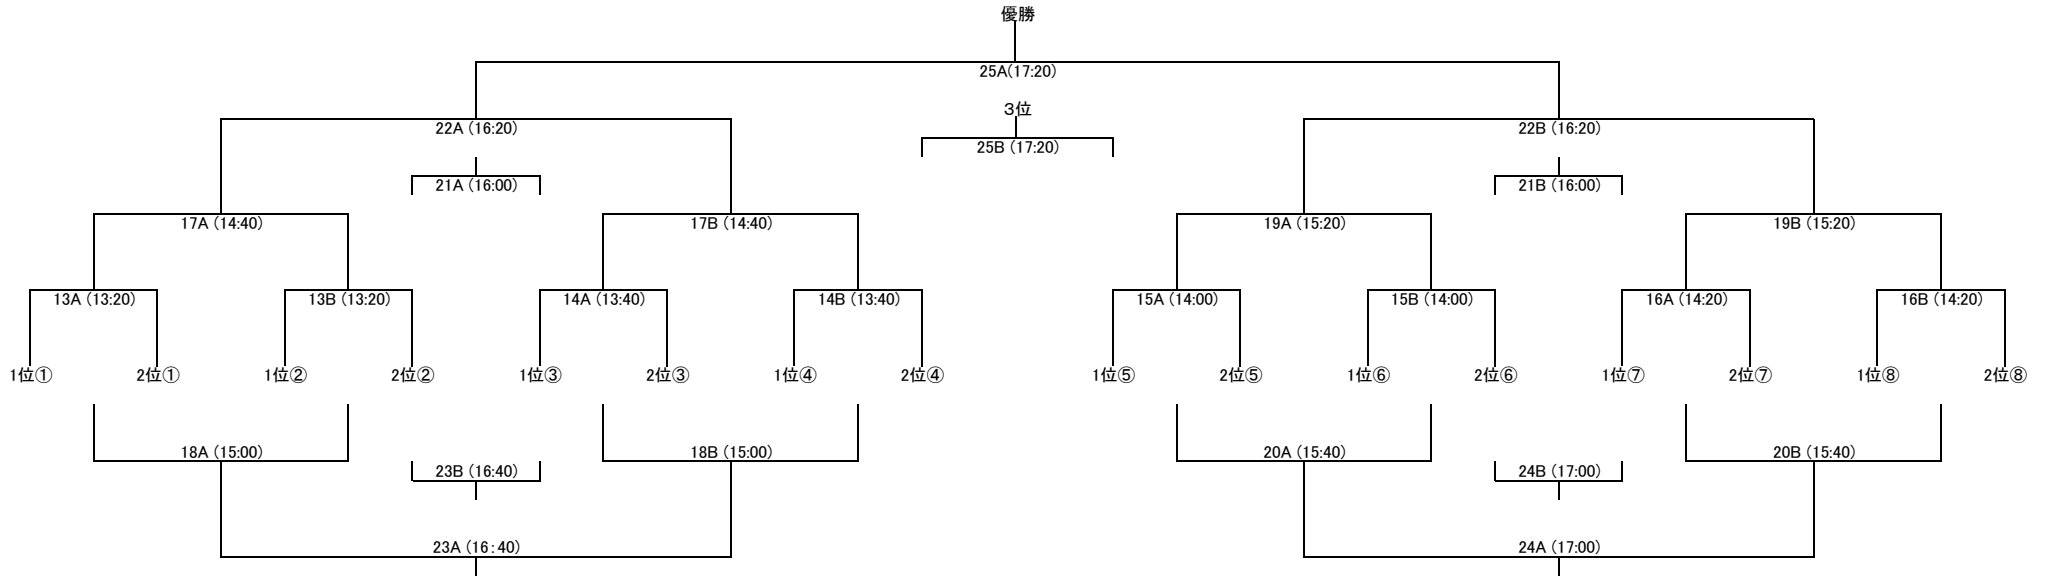 優勝
25A(17:20)
３位
22A（16:20） 25B（17:20） 22B（16:20）
21A（16:00） 21B（16:00）
17A（14:40） 17B（14:40） 19A（15:20） 19B（15:20）
13A（13:20） 13B（13:20） 14A（13:40） 14B（13:40） 15A（14:00） 15B（14:00） 16A（14:20） 16B（14:20）
1位① 2位① 1位② 2位② 1位③ 2位③ 1位④ 2位④ 1位⑤ 2位⑤ 1位⑥ 2位⑥ 1位⑦ 2位⑦ 1位⑧ 2位⑧
18A（15:00） 18B（15:00） 20A（15:40） 20B（15:40）
23B（16:40） 24B（17:00）
23A（16：40） 24A（17:00）